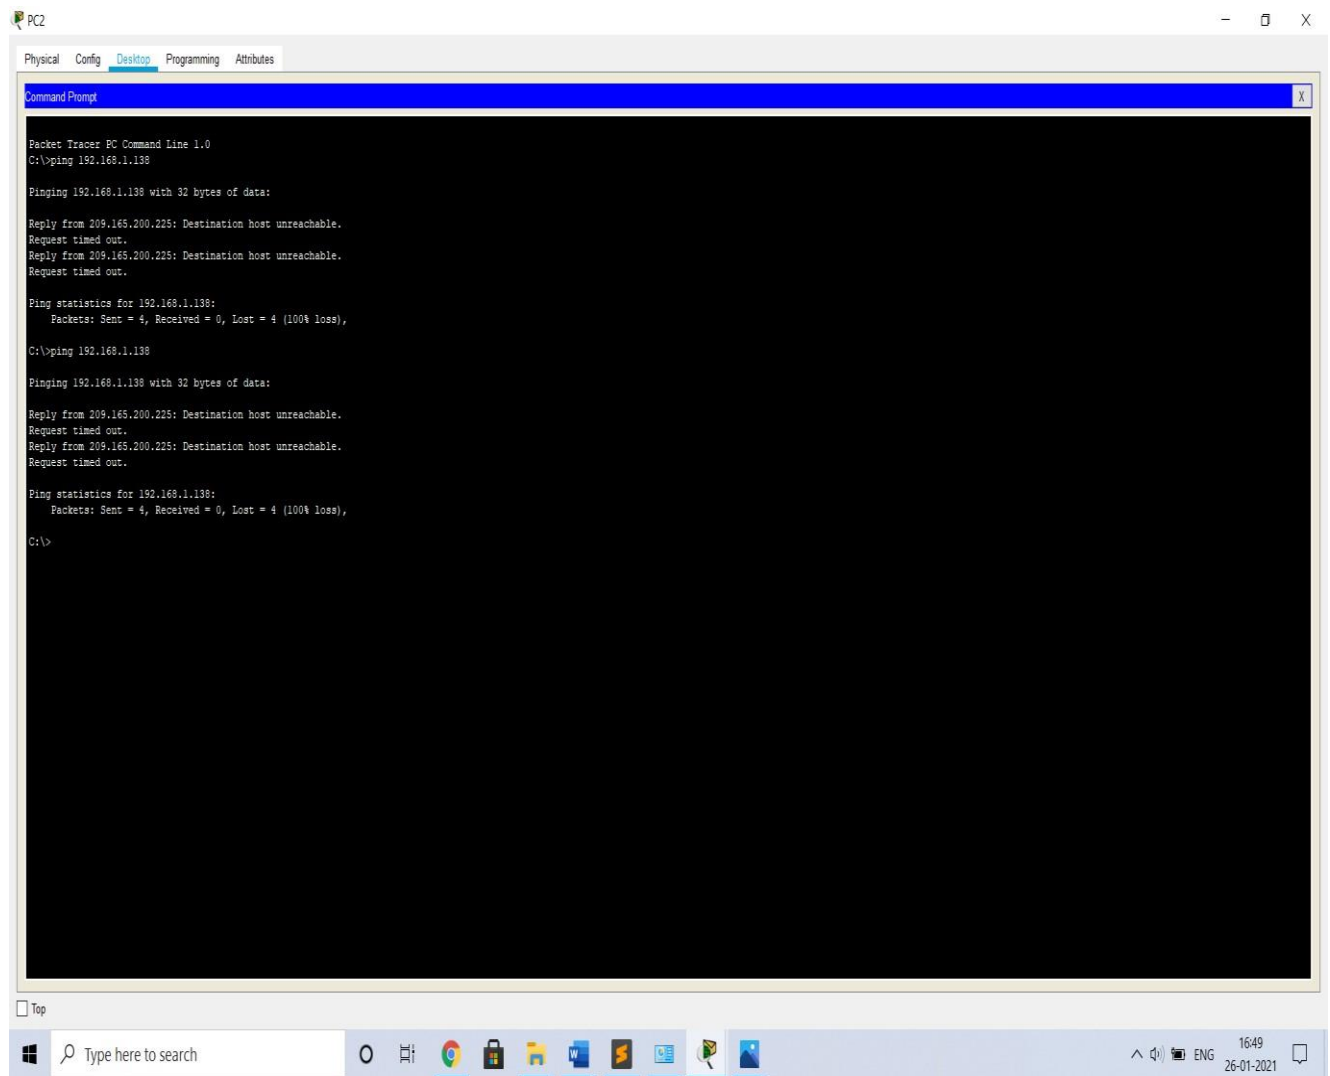 PC2
Physical Config Desktop Programming Attributes
Command Prompt
X
Packet Tracer PC Command Line 1.0
C:\>ping 192.168.1.138
Pinging 192.168.1.138 with 32 bytes of data:
Reply from 209.165.200.225: Destination host unreachable.
Request timed out.
Reply from 209.165.200.225: Destination host unreachable.
Request timed out.
Ping statistics for 192.168.1.138:
Packets: Sent = 4, Received = 0, Lost = 4 (100% loss),
C:\>ping 192.168.1.138
Pinging 192.168.1.138 with 32 bytes of data:
Reply from 209.165.200.225: Destination host unreachable.
Request timed out.
Reply from 209.165.200.225: Destination host unreachable.
Request timed out.
Ping statistics for 192.168.1.138:
Packets: Sent = 4, Received = 0, Lost = 4 (100% loss),
C:\>
Top
Type here to search
ENG
16:49
26-01-2021